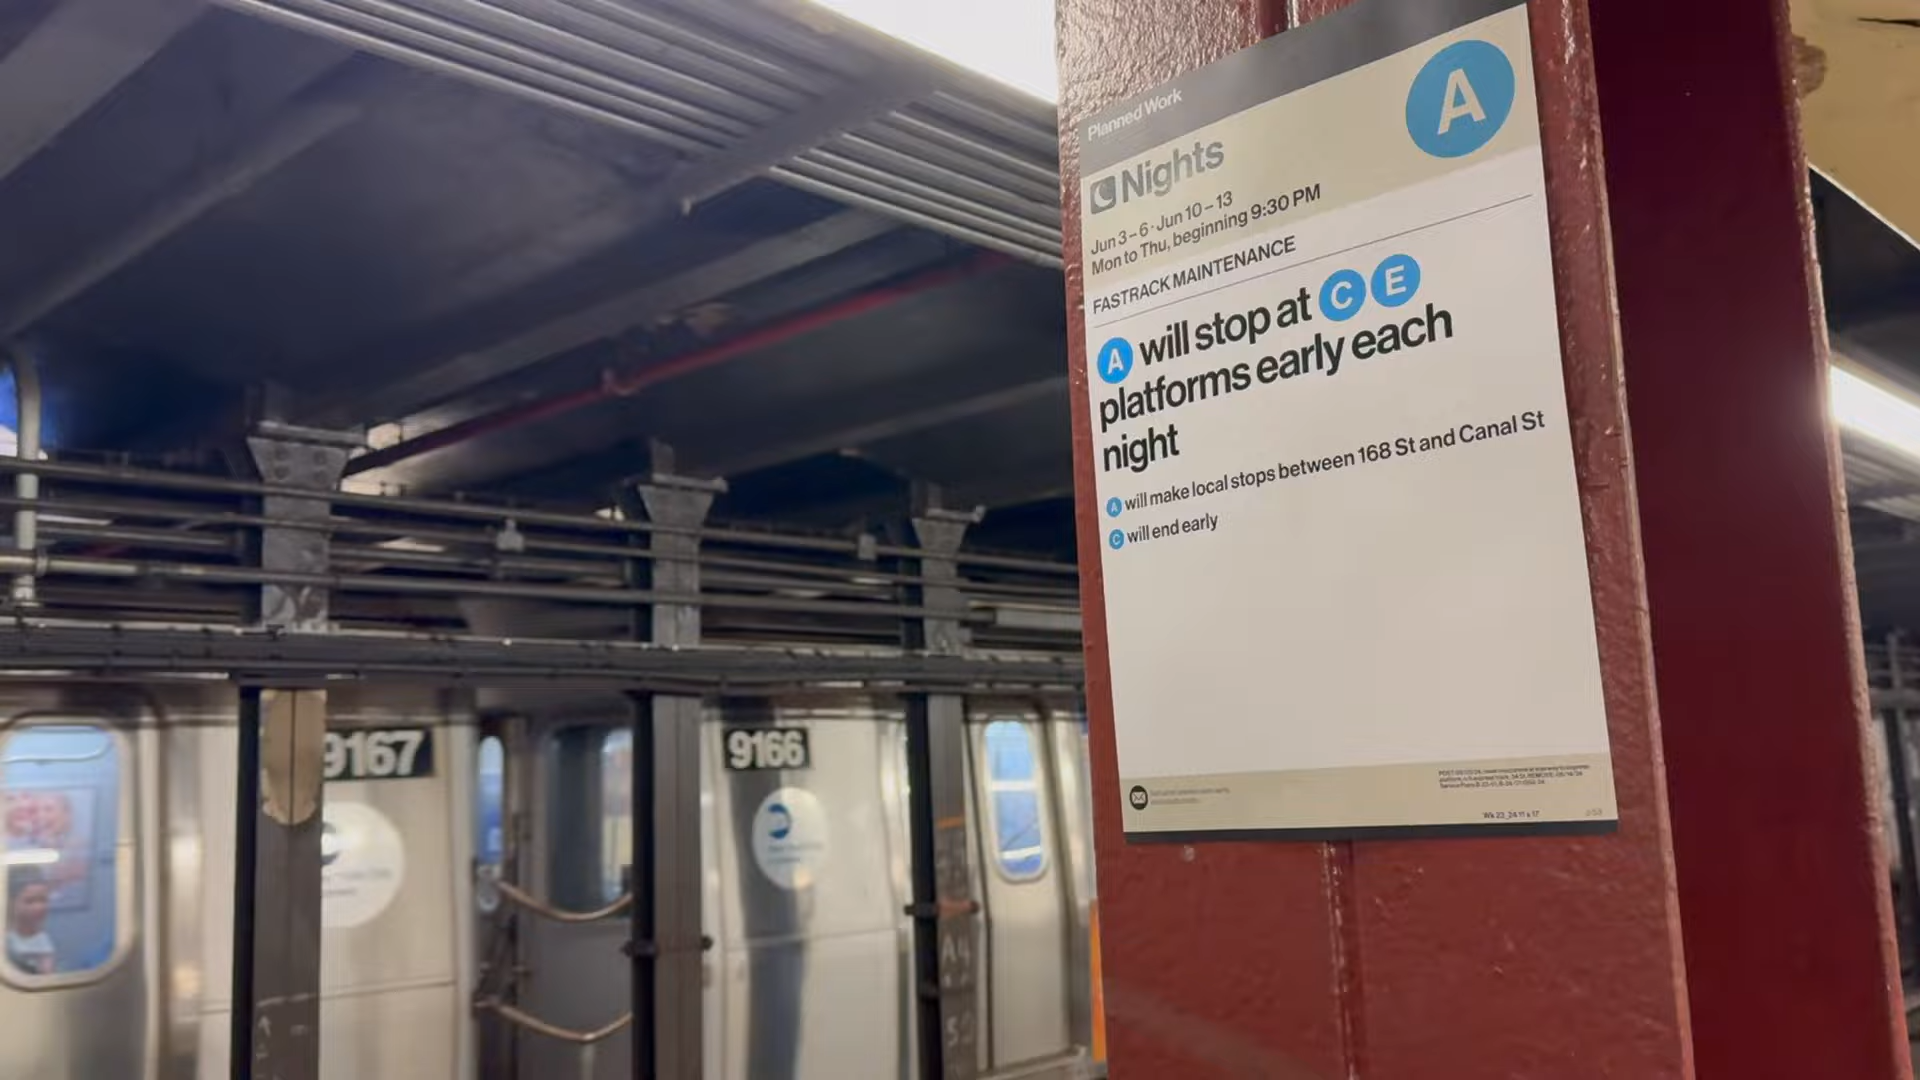 Planned Work
A
Nights
Jun 3 – 6 · Jun 10 – 13
Mon to Thu, beginning 9:30 PM
FASTRACK MAINTENANCE
A will stop at C E
platforms early each
night
A will make local stops between 168 St and Canal St
C will end early
9167
9166